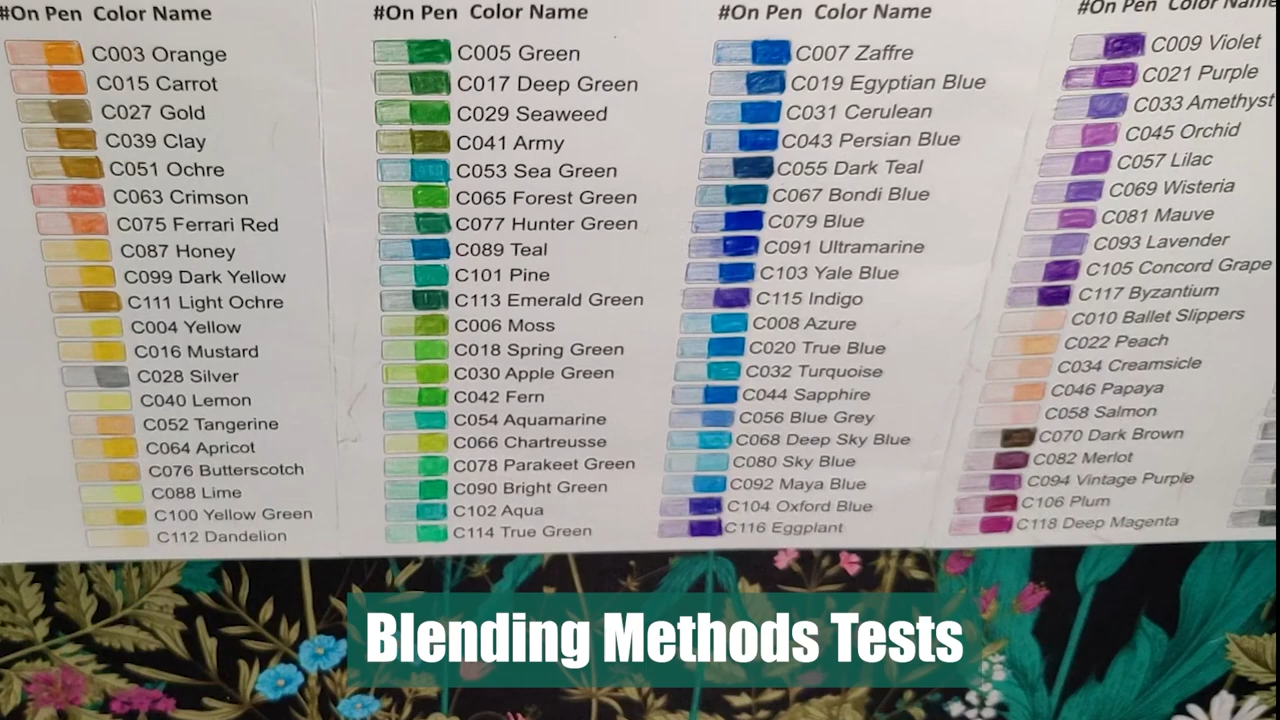 #On Pen Color Name
C003 Orange
C015 Carrot
C027 Gold
C039 Clay
C051 Ochre
C063 Crimson
C075 Ferrari Red
C087 Honey
C099 Dark Yellow
C111 Light Ochre
C004 Yellow
C016 Mustard
C028 Silver
C040 Lemon
C052 Tangerine
C064 Apricot
C076 Butterscotch
C088 Lime
C100 Yellow Green
C112 Dandelion
#On Pen Color Name
C005 Green
C017 Deep Green
C029 Seaweed
C041 Army
C053 Sea Green
C065 Forest Green
C077 Hunter Green
C089 Teal
C101 Pine
C113 Emerald Green
C006 Moss
C018 Spring Green
C030 Apple Green
C042 Fern
C054 Aquamarine
C066 Chartreusse
C078 Parakeet Green
C090 Bright Green
C102 Aqua
C114 True Green
#On Pen Color Name
C007 Zaffre
C019 Egyptian Blue
C031 Cerulean
C043 Persian Blue
C055 Dark Teal
C067 Bondi Blue
C079 Blue
C091 Ultramarine
C103 Yale Blue
C115 Indigo
C008 Azure
C020 True Blue
C032 Turquoise
C044 Sapphire
C056 Blue Grey
C068 Deep Sky Blue
C080 Sky Blue
C092 Maya Blue
C104 Oxford Blue
C116 Eggplant
#On Pen Color Name
C009 Violet
C021 Purple
C033 Amethyst
C045 Orchid
C057 Lilac
C069 Wisteria
C081 Mauve
C093 Lavender
C105 Concord Grape
C117 Byzantium
C010 Ballet Slippers
C022 Peach
C034 Creamsicle
C046 Papaya
C058 Salmon
C070 Dark Brown
C082 Merlot
C094 Vintage Purple
C106 Plum
C118 Deep Magenta
Blending Methods Tests